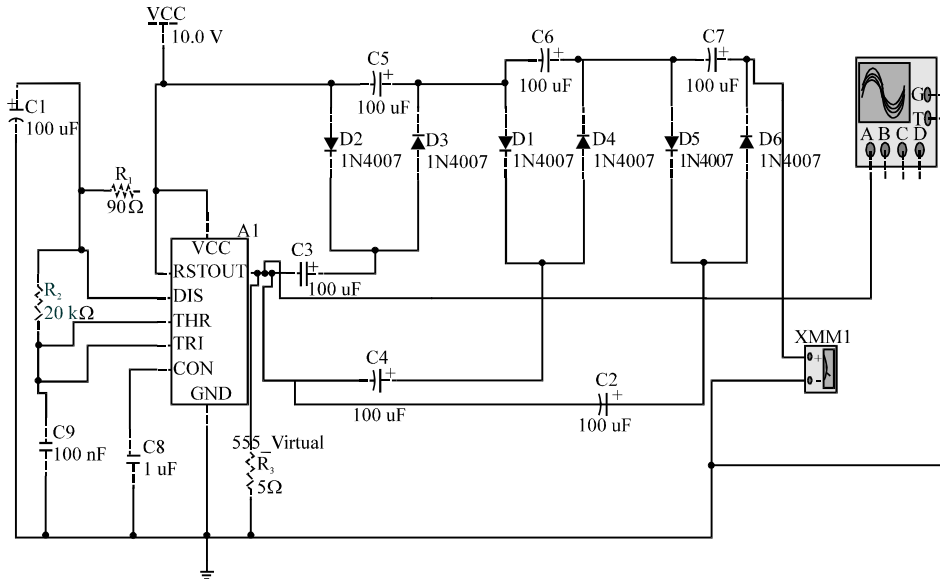 VCC
10.0 V
C1
100 uF
R1
90Ω
R2
20 kΩ
C9
100 nF
C8
1 uF
A1
VCC
RST OUT
DIS
THR
TRI
CON
GND
555_Virtual
R3
5Ω
C3
100 uF
C5
100 uF
D2
1N4007
D3
1N4007
C6
100 uF
D1
1N4007
D4
1N4007
C7
100 uF
D5
1N4007
D6
1N4007
C4
100 uF
C2
100 uF
G
T
A B C D
XMM1